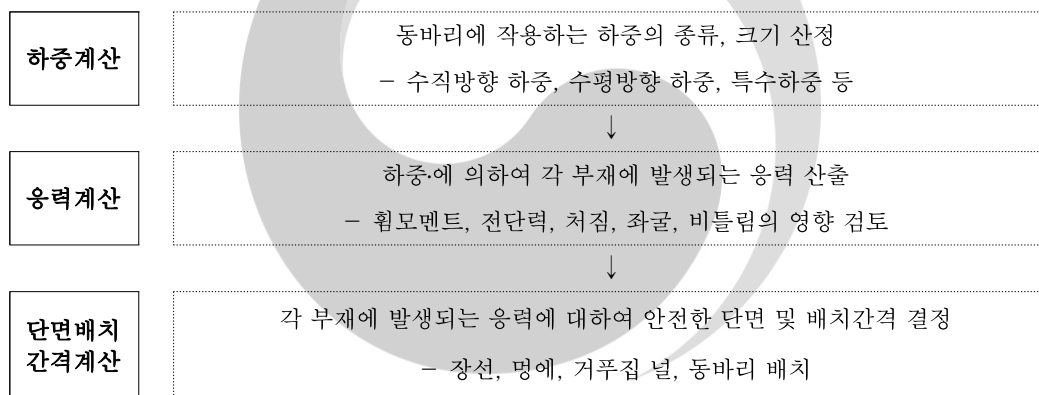 하중계산
동바리에 작용하는 하중의 종류, 크기 산정
- 수직방향 하중, 수평방향 하중, 특수하중 등
↓
응력계산
하중에 의하여 각 부재에 발생되는 응력 산출
- 휨모멘트, 전단력, 처짐, 좌굴, 비틀림의 영향 검토
↓
단면배치
간격계산
각 부재에 발생되는 응력에 대하여 안전한 단면 및 배치간격 결정
- 장선, 멍에, 거푸집 널, 동바리 배치